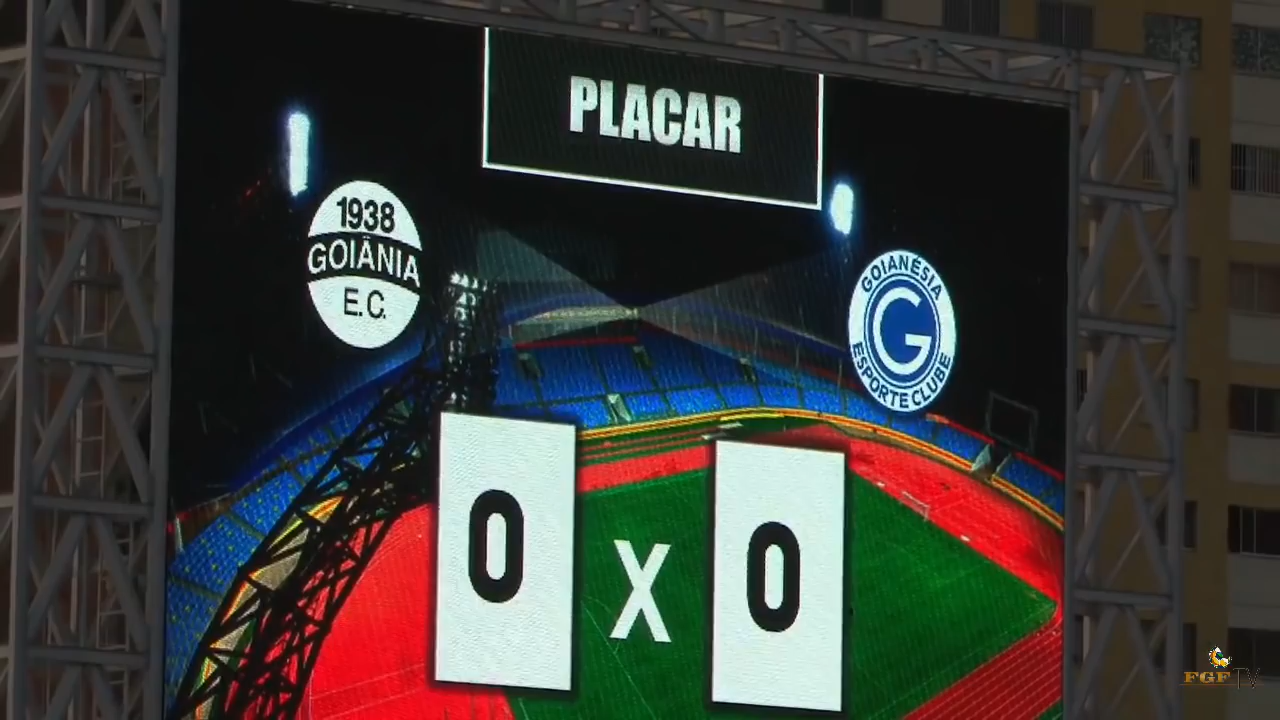 PLACAR
1938
GOIÂNIA
E.C.
GOIANÉSIA
G
ESPORTE CLUBE
0 X 0
FGF TV